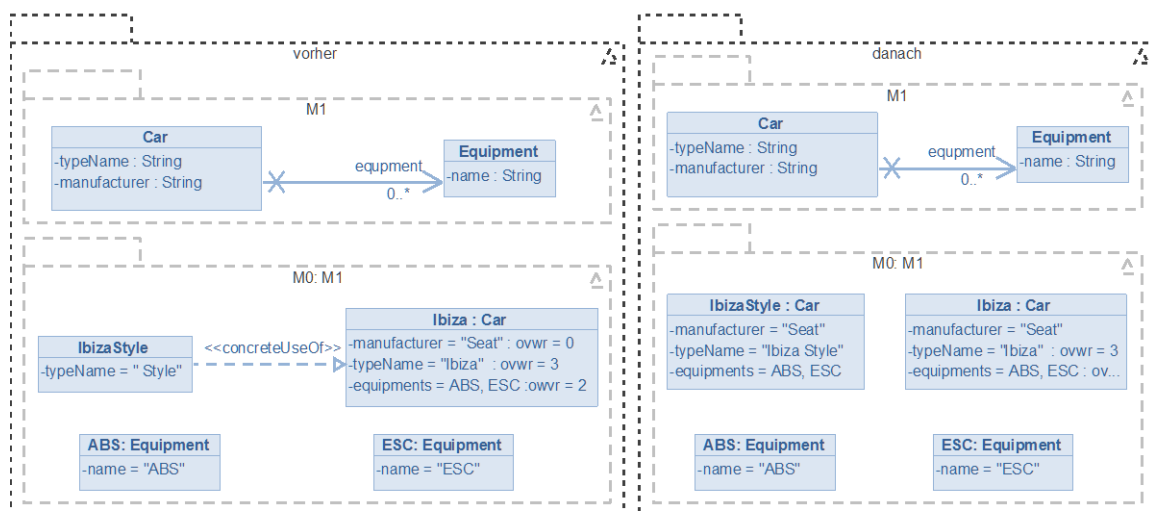 vorher
M1
Car
-typeName : String
-manufacturer : String
equpment
0..*
Equipment
-name : String
M0: M1
IbizaStyle
-typeName = " Style"
<<concreteUseOf>>
Ibiza : Car
-manufacturer = "Seat" : ovwr = 0
-typeName = "Ibiza" : ovwr = 3
-equipments = ABS, ESC :owvr = 2
ABS: Equipment
-name = "ABS"
ESC: Equipment
-name = "ESC"
danach
M1
Car
-typeName : String
-manufacturer : String
equpment
0..*
Equipment
-name : String
M0: M1
IbizaStyle : Car
-manufacturer = "Seat"
-typeName = "Ibiza Style"
-equipments = ABS, ESC
Ibiza : Car
-manufacturer = "Seat"
-typeName = "Ibiza" : ovwr = 3
-equipments = ABS, ESC : ov...
ABS: Equipment
-name = "ABS"
ESC: Equipment
-name = "ESC"